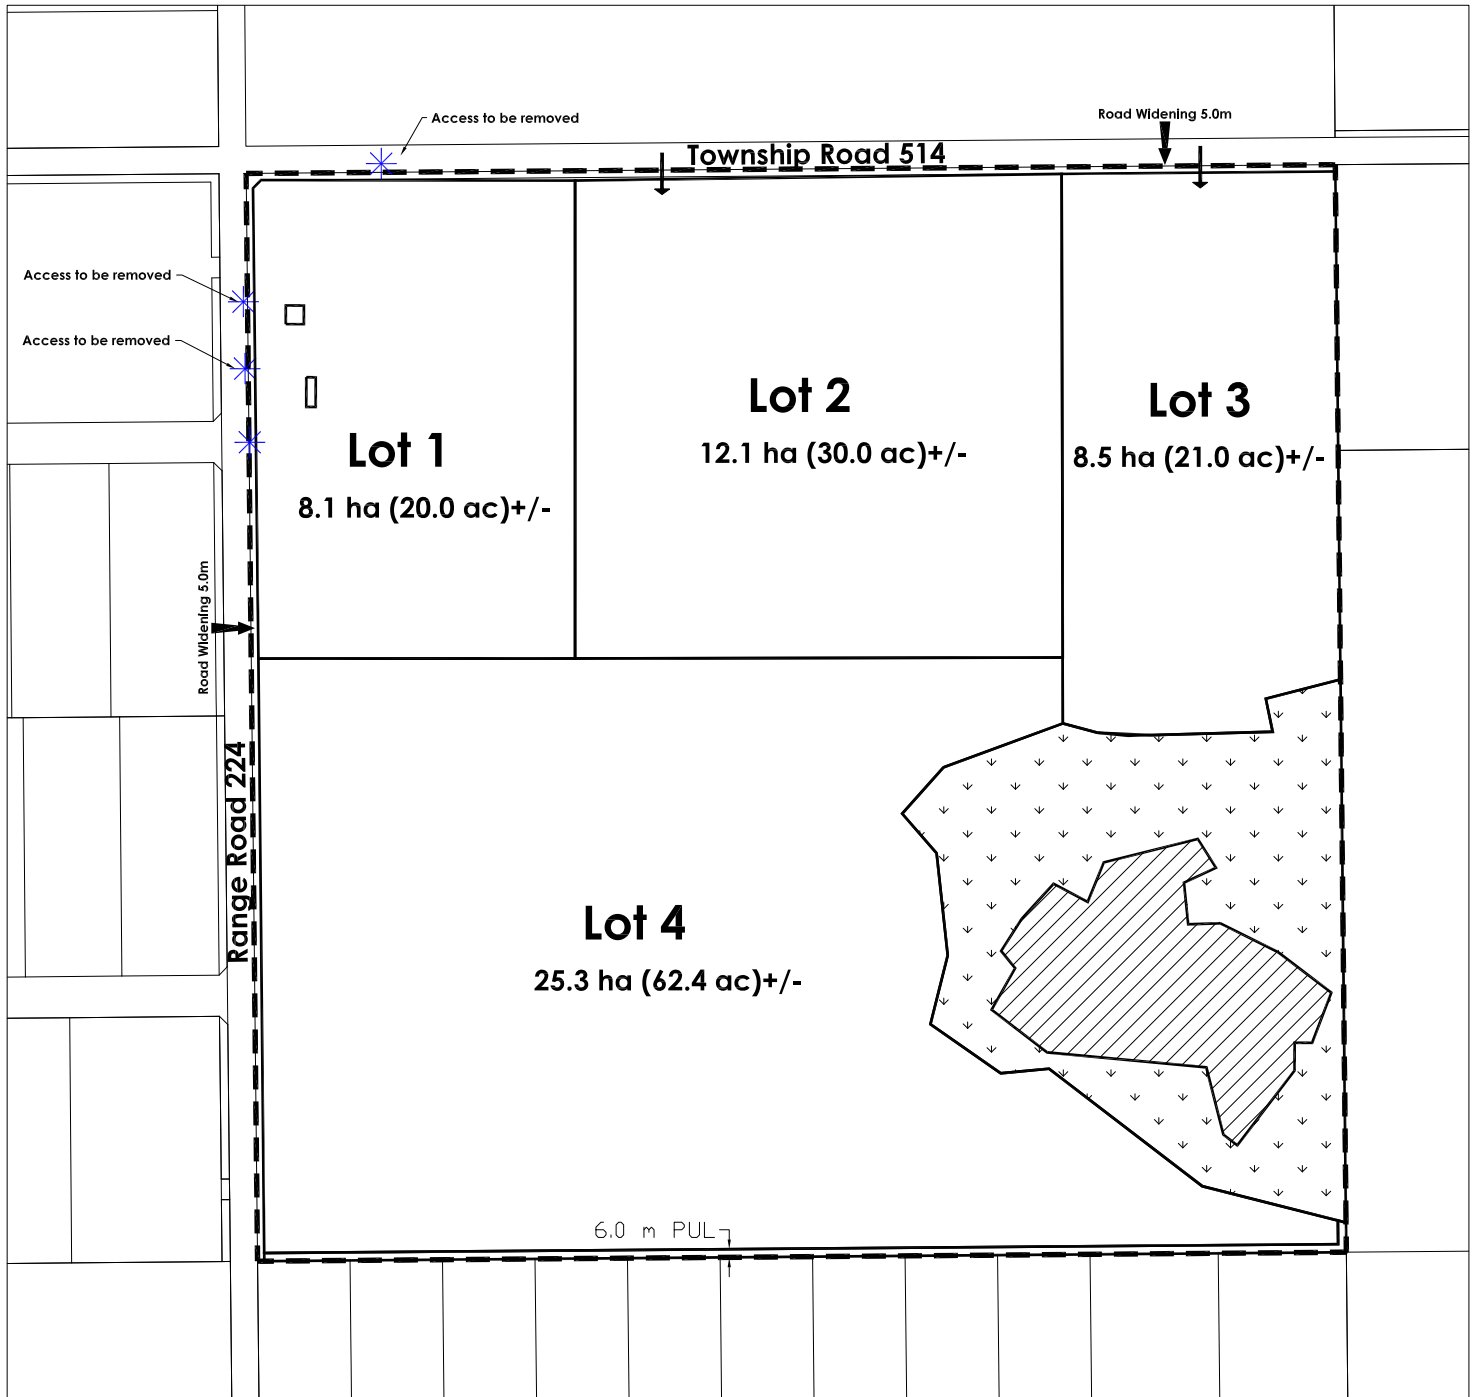 Access to be removed
Road Widening 5.0m
Township Road 514
Access to be removed
Access to be removed
Lot 1
8.1 ha (20.0 ac)+/-
Lot 2
12.1 ha (30.0 ac)+/-
Lot 3
8.5 ha (21.0 ac)+/-
Road Widening 5.0m
Range Road 224
Lot 4
25.3 ha (62.4 ac)+/-
6.0 m PUL